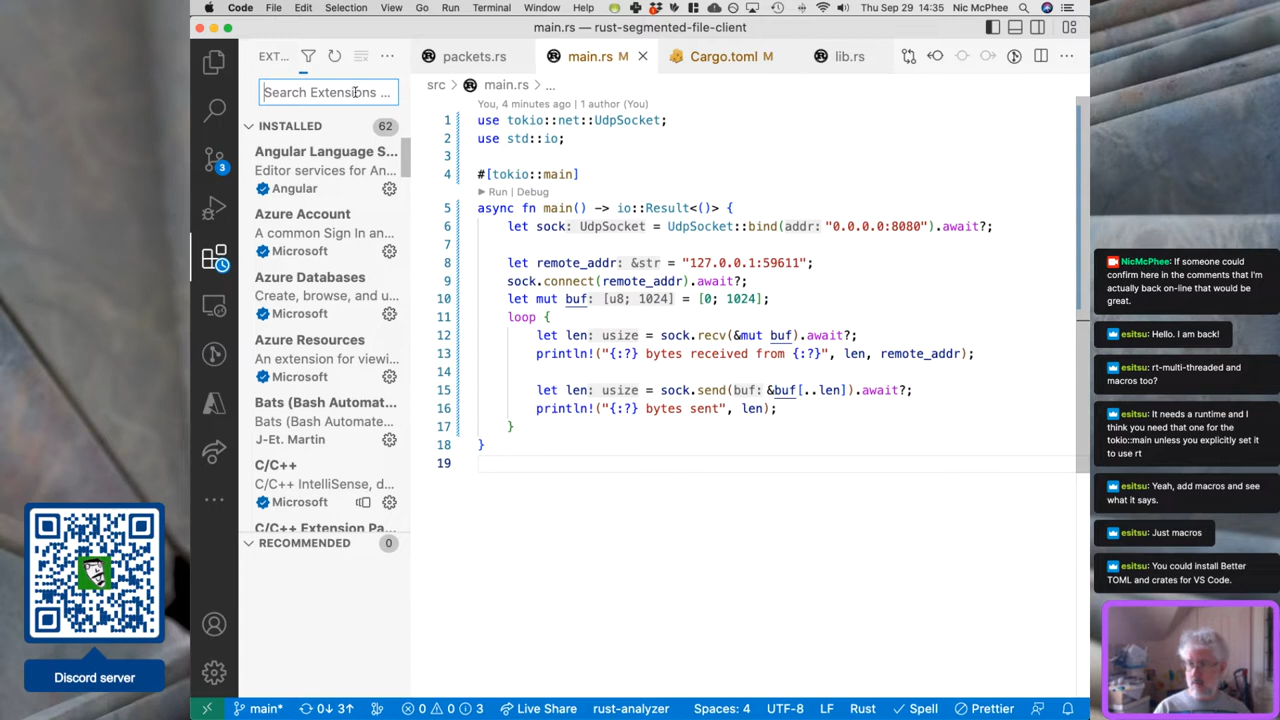 Code File Edit Selection View Go Run Terminal Window Help Thu Sep 29 14:35 Nic McPhee
main.rs — rust-segmented-file-client
EXT...
packets.rs main.rs M Cargo.toml M lib.rs
Search Extensions ...
src main.rs ...
You, 4 minutes ago | 1 author (You)
INSTALLED 62
Angular Language S...
Editor services for An...
Angular
Azure Account
A common Sign In an...
Microsoft
Azure Databases
Create, browse, and u...
Microsoft
Azure Resources
An extension for viewi...
Microsoft
Bats (Bash Automat...
Bats (Bash Automate...
J-Et. Martin
C/C++
C/C++ IntelliSense, d...
Microsoft
C/C++ Extension Pa...
RECOMMENDED 0
3
1 use tokio::net::UdpSocket;
2 use std::io;
3
4 #[tokio::main]
Run | Debug
5 async fn main() -> io::Result<()> {
6 let sock: UdpSocket = UdpSocket::bind(addr: "0.0.0.0:8080").await?;
7
8 let remote_addr: &str = "127.0.0.1:59611";
9 sock.connect(remote_addr).await?;
10 let mut buf: [u8; 1024] = [0; 1024];
11 loop {
12 let len: usize = sock.recv(&mut buf).await?;
13 println!("{:?} bytes received from {:?}", len, remote_addr);
14
15 let len: usize = sock.send(buf: &buf[..len]).await?;
16 println!("{:?} bytes sent", len);
17 }
18 }
19
main* 0↓ 3↑ 0 0 3 Live Share rust-analyzer Spaces: 4 UTF-8 LF Rust Spell Prettier
NicMcPhee: If someone could
confirm here in the comments that I'm
actually back on-line that would be
great.
esitsu: Hello. I am back!
esitsu: rt-multi-threaded and
macros too?
esitsu: It needs a runtime and I
think you need that one for the
tokio::main unless you explicitly set it
to use rt
esitsu: Yeah, add macros and see
what it says.
esitsu: Just macros
esitsu: You could install Better
TOML and crates for VS Code.
Discord server